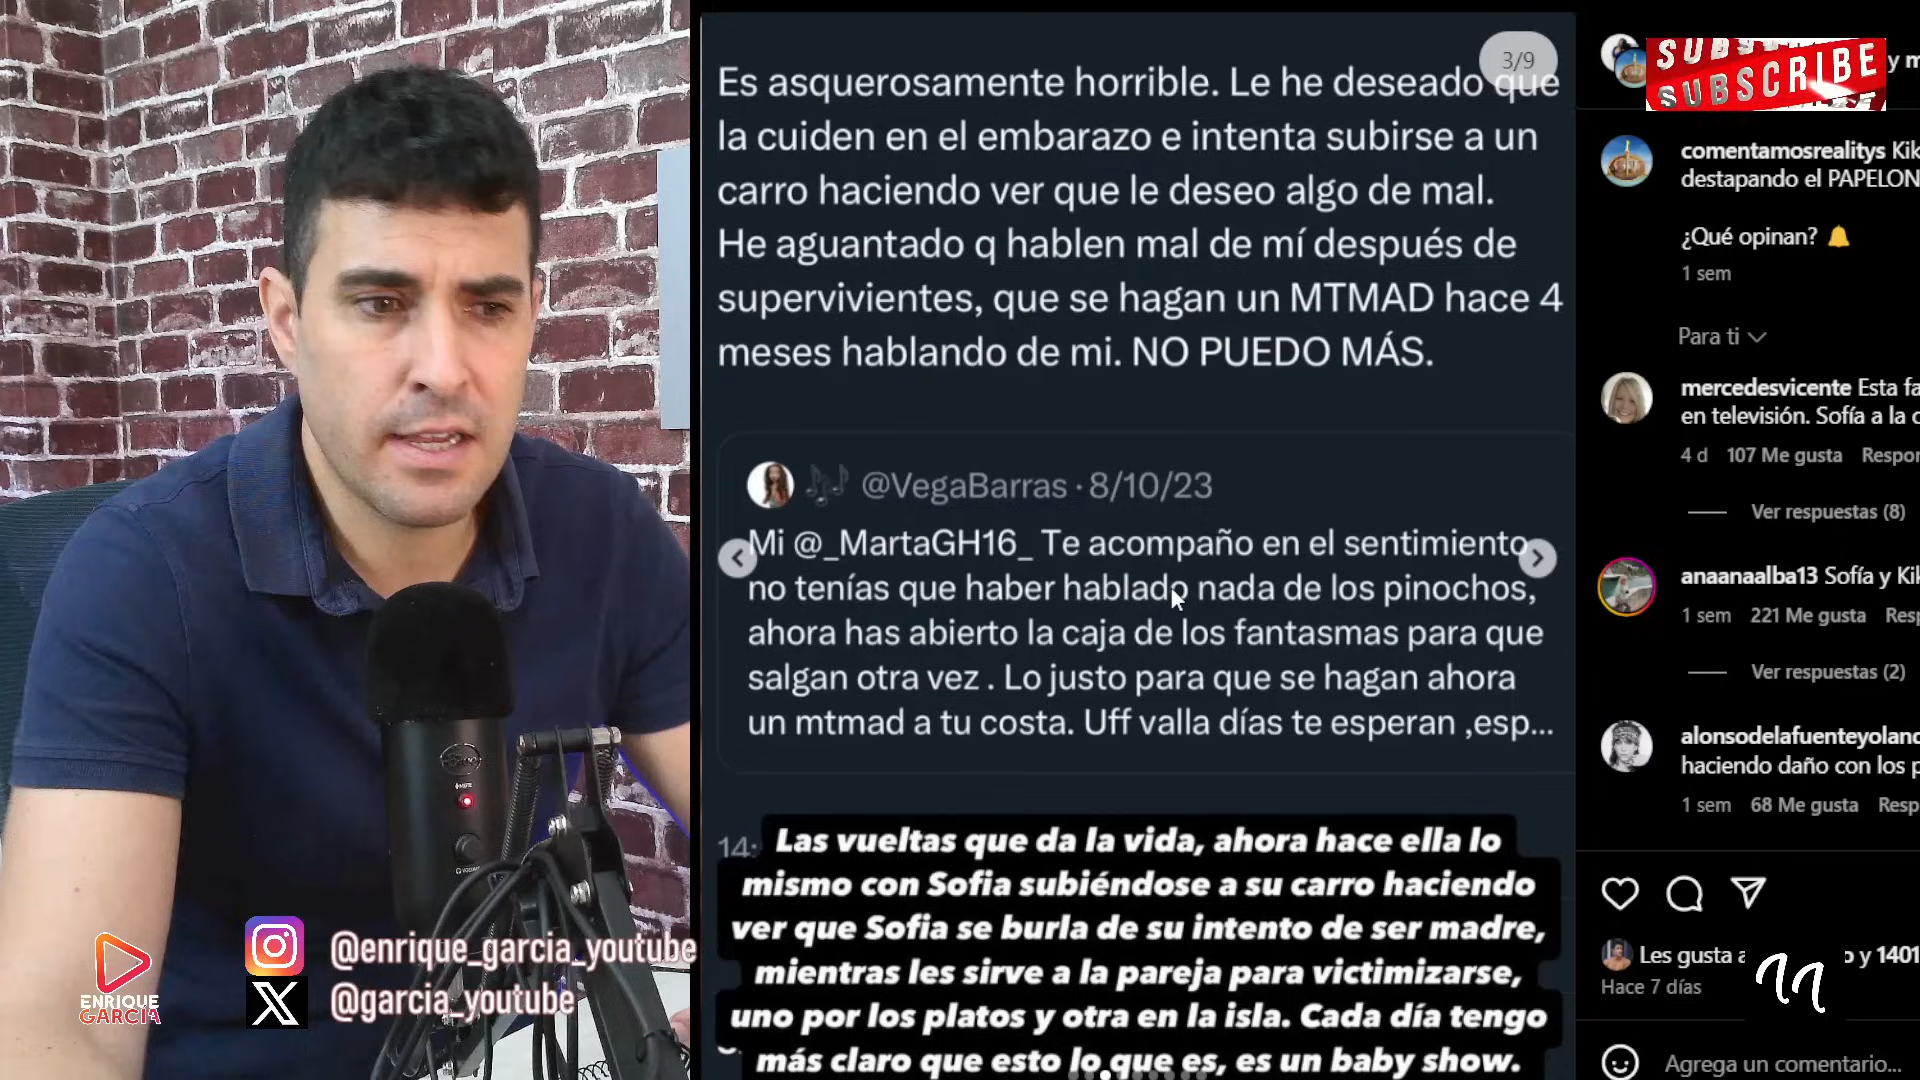 3/9
Es asquerosamente horrible. Le he deseado que
la cuiden en el embarazo e intenta subirse a un
carro haciendo ver que le deseo algo de mal.
He aguantado q hablen mal de mí después de
supervivientes, que se hagan un MTMAD hace 4
meses hablando de mi. NO PUEDO MÁS.
@VegaBarras · 8/10/23
Mi @_MartaGH16_ Te acompaño en el sentimiento,
no tenías que haber hablado nada de los pinochos,
ahora has abierto la caja de los fantasmas para que
salgan otra vez . Lo justo para que se hagan ahora
un mtmad a tu costa. Uff valla días te esperan ,esp...
14:
Las vueltas que da la vida, ahora hace ella lo
mismo con Sofia subiéndose a su carro haciendo
ver que Sofia se burla de su intento de ser madre,
mientras les sirve a la pareja para victimizarse,
uno por los platos y otra en la isla. Cada día tengo
más claro que esto lo que es, es un baby show.
SUBSCRIBE
SUBSCRIBE
y m
comentamosrealitys Kik
destapando el PAPELON
¿Qué opinan?
1 sem
Para ti
mercedesvicente Esta fa
en televisión. Sofía a la c
4 d 107 Me gusta Respor
Ver respuestas (8)
anaanaalba13 Sofía y Kik
1 sem 221 Me gusta Resp
Ver respuestas (2)
alonsodelafuenteyolanc
haciendo daño con los p
1 sem 68 Me gusta Resp
Les gusta a o y 1401
Hace 7 días
Agrega un comentario...
ENRIQUE
GARCIA
@enrique_garcia_youtube
@garcia_youtube